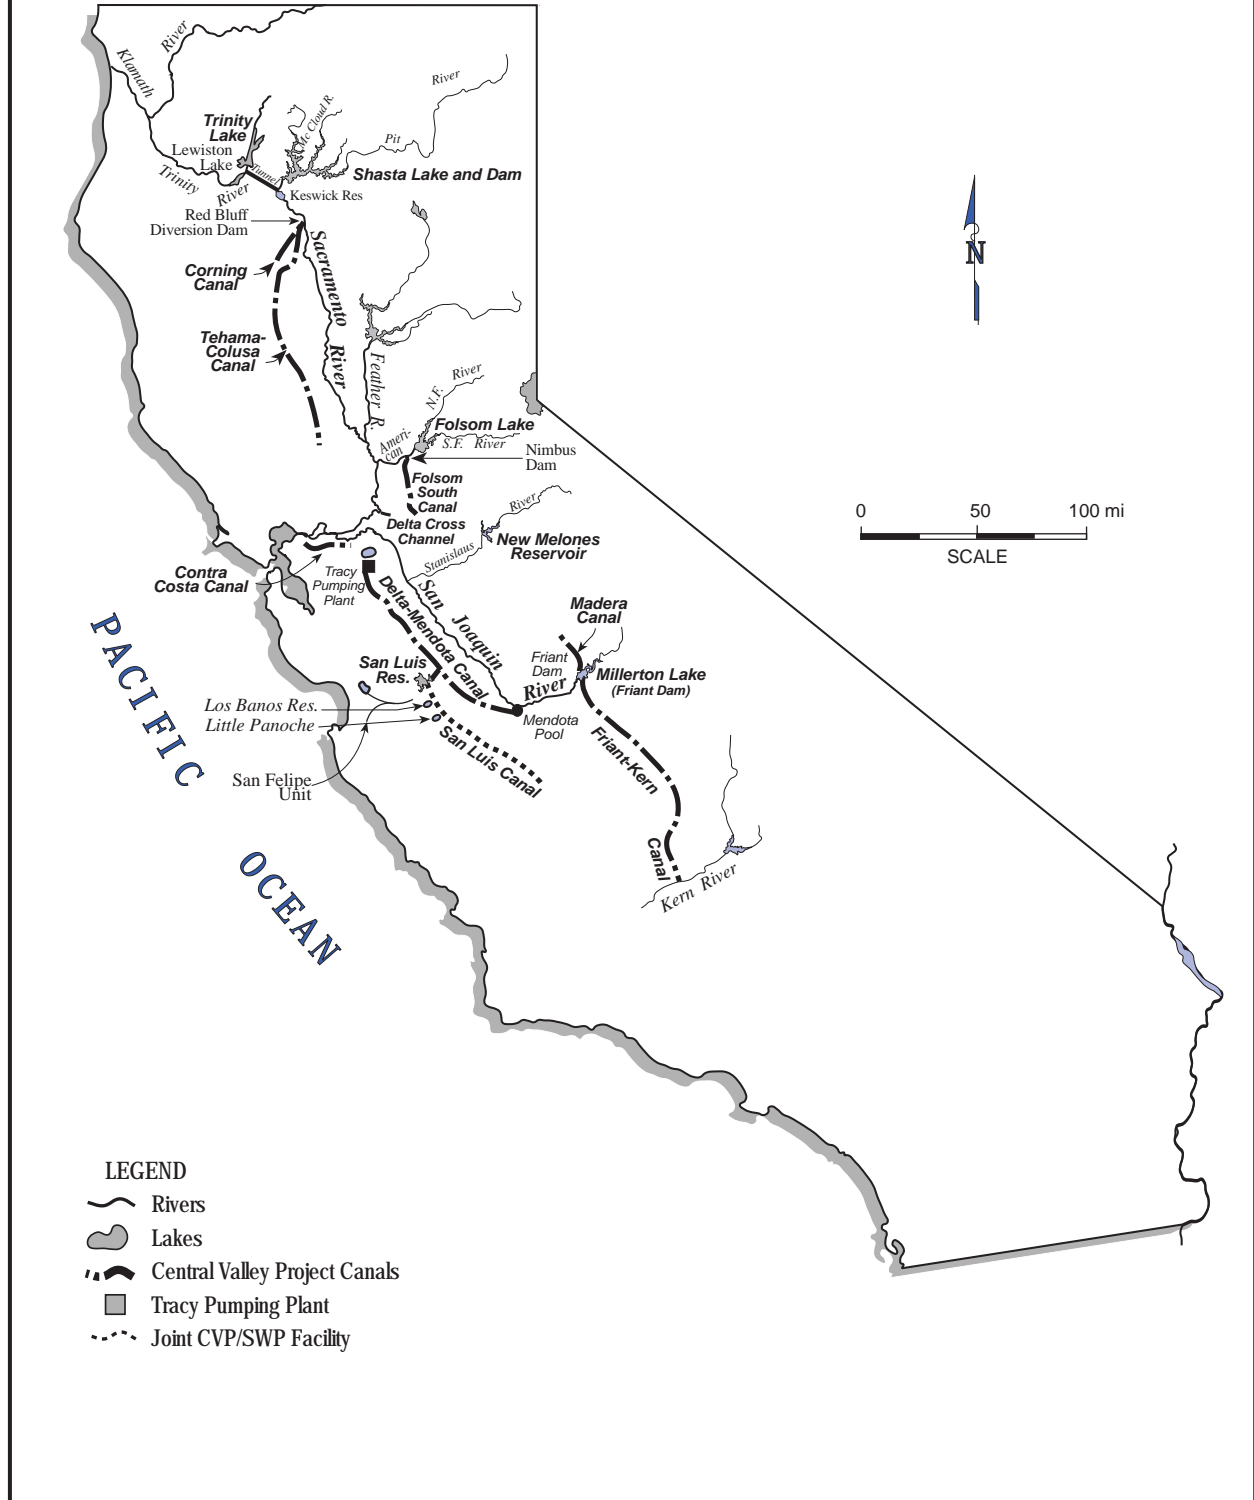 Klamath
River
River
Mc Cloud R.
Pit
Trinity
Lake
Lewiston
Lake
Tunnel
Trinity
River
Shasta Lake and Dam
Keswick Res
Red Bluff
Diversion Dam
Corning
Canal
Sacramento
River
Tehama-
Colusa
Canal
Feather R.
N.F.
River
Folsom Lake
Ameri-
can
S.F. River
Nimbus
Dam
Folsom
South
Canal
Delta Cross
Channel
River
Stanislaus
New Melones
Reservoir
Contra
Costa Canal
Tracy
Pumping
Plant
Delta-Mendota Canal
San Joaquin
River
Madera
Canal
Friant
Dam
Millerton Lake
(Friant Dam)
San Luis
Res.
Los Banos Res.
Little Panoche
Mendota
Pool
San Luis Canal
San Felipe
Unit
Friant-Kern
Canal
Kern River
PACIFIC
OCEAN
N
0 50 100 mi
SCALE
LEGEND
Rivers
Lakes
Central Valley Project Canals
Tracy Pumping Plant
Joint CVP/SWP Facility